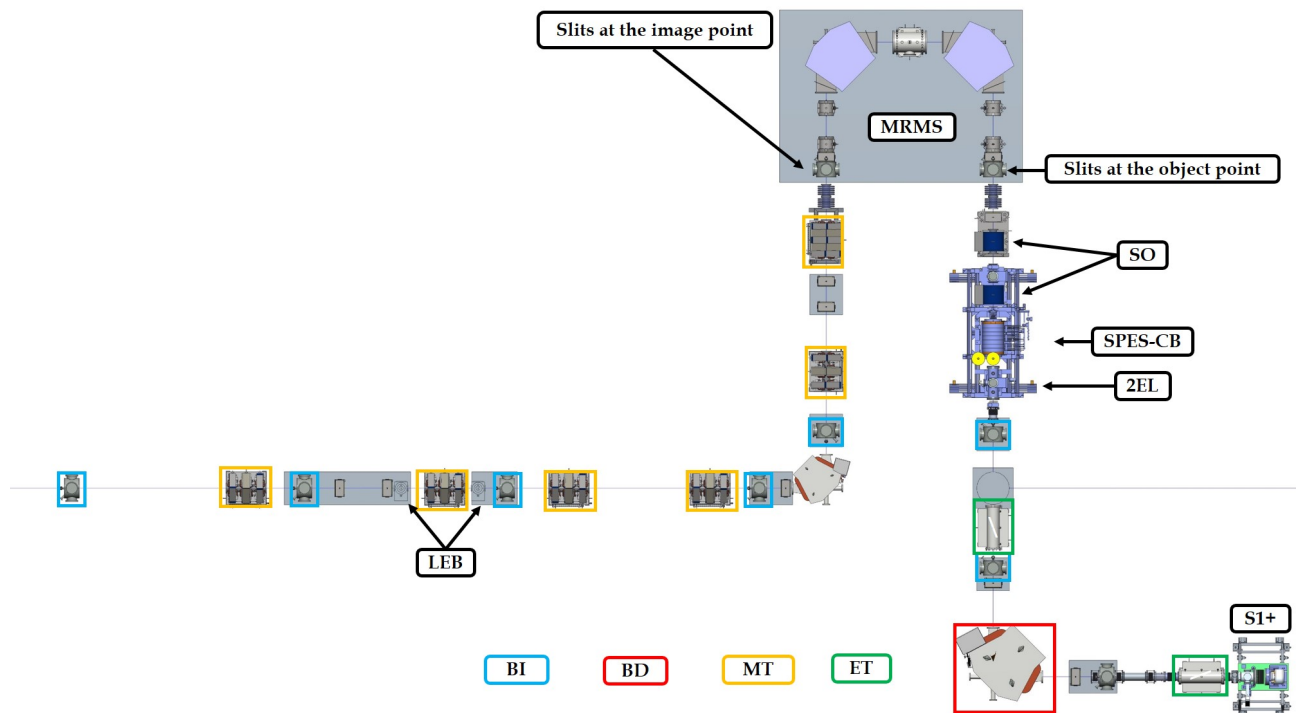 Slits at the image point
MRMS
Slits at the object point
SO
SPES-CB
2EL
LEB
S1+
BI
BD
MT
ET